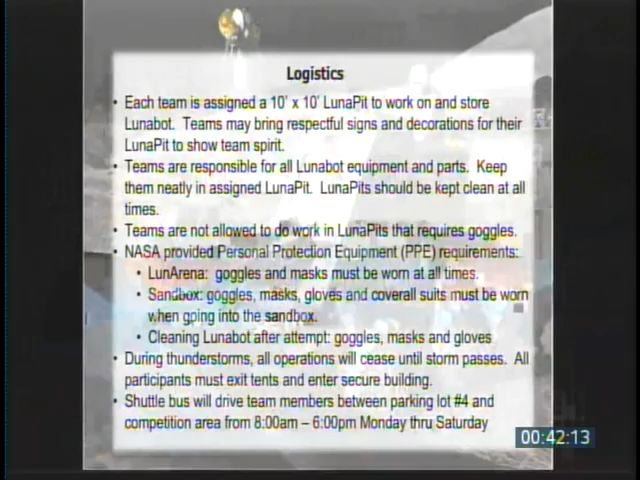 Logistics
• Each team is assigned a 10' x 10' LunaPit to work on and store
Lunabot. Teams may bring respectful signs and decorations for their
LunaPit to show team spirit.
• Teams are responsible for all Lunabot equipment and parts. Keep
them neatly in assigned LunaPit. LunaPits should be kept clean at all
times.
• Teams are not allowed to do work in LunaPits that requires goggles.
• NASA provided Personal Protection Equipment (PPE) requirements:
• LunArena: goggles and masks must be worn at all times.
• Sandbox: goggles, masks, gloves and coverall suits must be worn
when going into the sandbox.
• Cleaning Lunabot after attempt: goggles, masks and gloves
• During thunderstorms, all operations will cease until storm passes. All
participants must exit tents and enter secure building.
• Shuttle bus will drive team members between parking lot #4 and
competition area from 8:00am – 6:00pm Monday thru Saturday
00:42:13